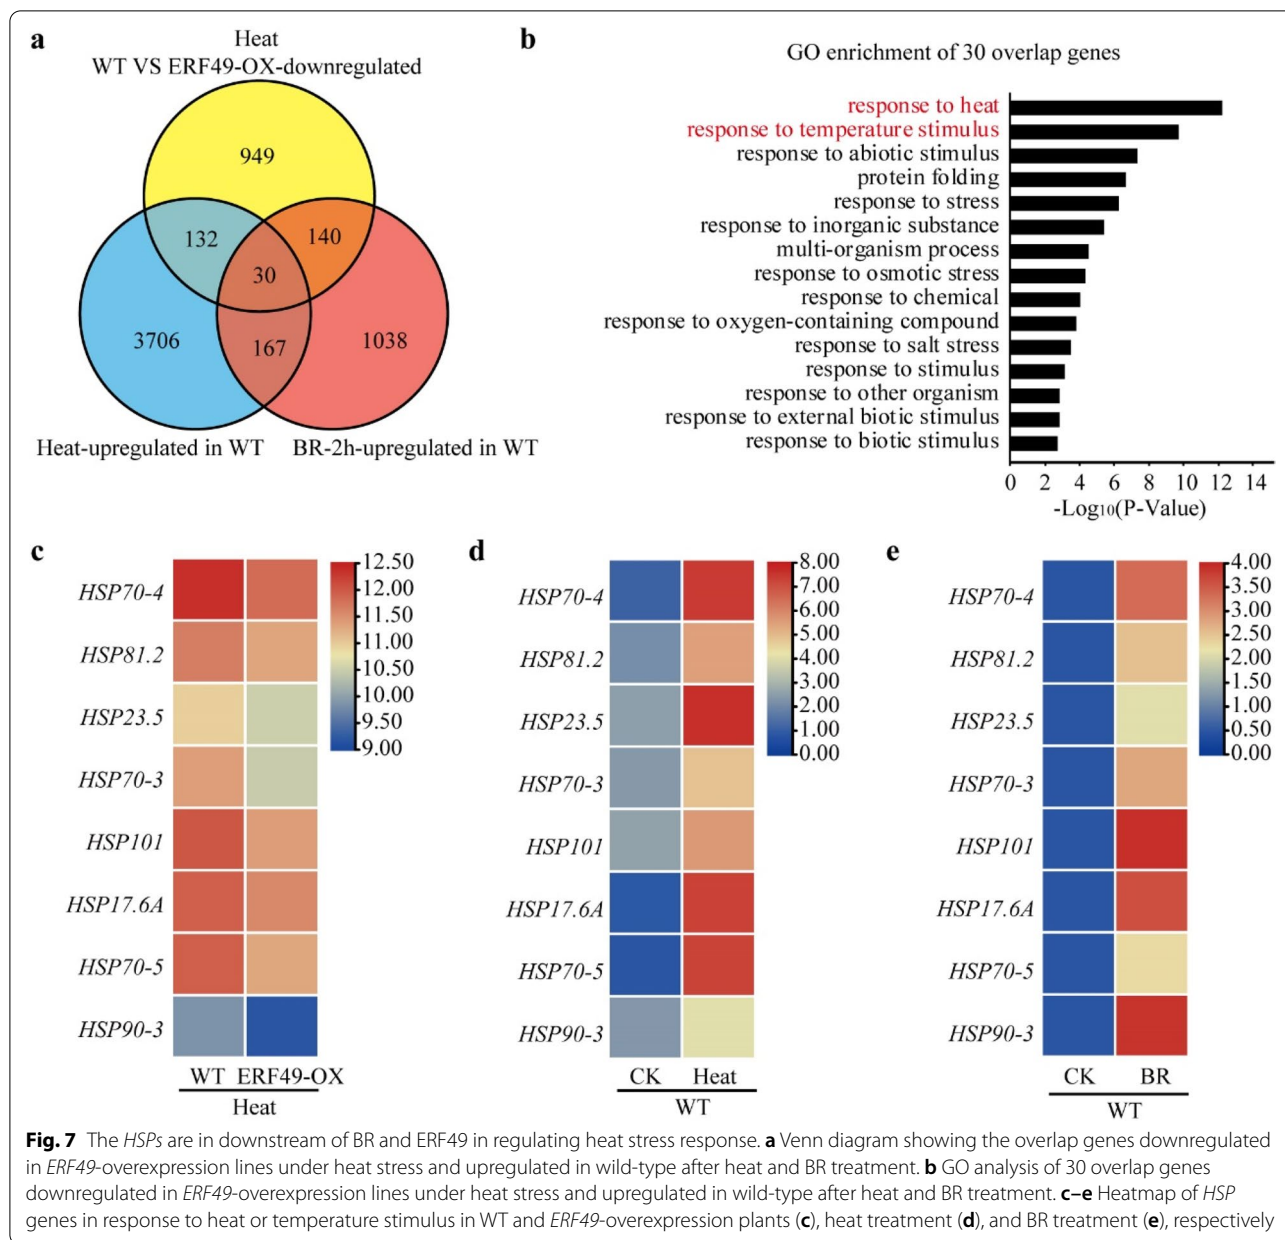 a
Heat
WT VS ERF49-OX-downregulated
949
132
140
30
3706
167
1038
Heat-upregulated in WT
BR-2h-upregulated in WT
b
GO enrichment of 30 overlap genes
response to heat
response to temperature stimulus
response to abiotic stimulus
protein folding
response to stress
response to inorganic substance
multi-organism process
response to osmotic stress
response to chemical
response to oxygen-containing compound
response to salt stress
response to stimulus
response to other organism
response to external biotic stimulus
response to biotic stimulus
0 2 4 6 8 10 12 14
-Log10(P-Value)
c
HSP70-4
HSP81.2
HSP23.5
HSP70-3
HSP101
HSP17.6A
HSP70-5
HSP90-3
12.50
12.00
11.50
11.00
10.50
10.00
9.50
9.00
WT ERF49-OX
Heat
d
HSP70-4
HSP81.2
HSP23.5
HSP70-3
HSP101
HSP17.6A
HSP70-5
HSP90-3
8.00
7.00
6.00
5.00
4.00
3.00
2.00
1.00
0.00
CK Heat
WT
e
HSP70-4
HSP81.2
HSP23.5
HSP70-3
HSP101
HSP17.6A
HSP70-5
HSP90-3
4.00
3.50
3.00
2.50
2.00
1.50
1.00
0.50
0.00
CK BR
WT
Fig. 7 The HSPs are in downstream of BR and ERF49 in regulating heat stress response. a Venn diagram showing the overlap genes downregulated
in ERF49-overexpression lines under heat stress and upregulated in wild-type after heat and BR treatment. b GO analysis of 30 overlap genes
downregulated in ERF49-overexpression lines under heat stress and upregulated in wild-type after heat and BR treatment. c–e Heatmap of HSP
genes in response to heat or temperature stimulus in WT and ERF49-overexpression plants (c), heat treatment (d), and BR treatment (e), respectively